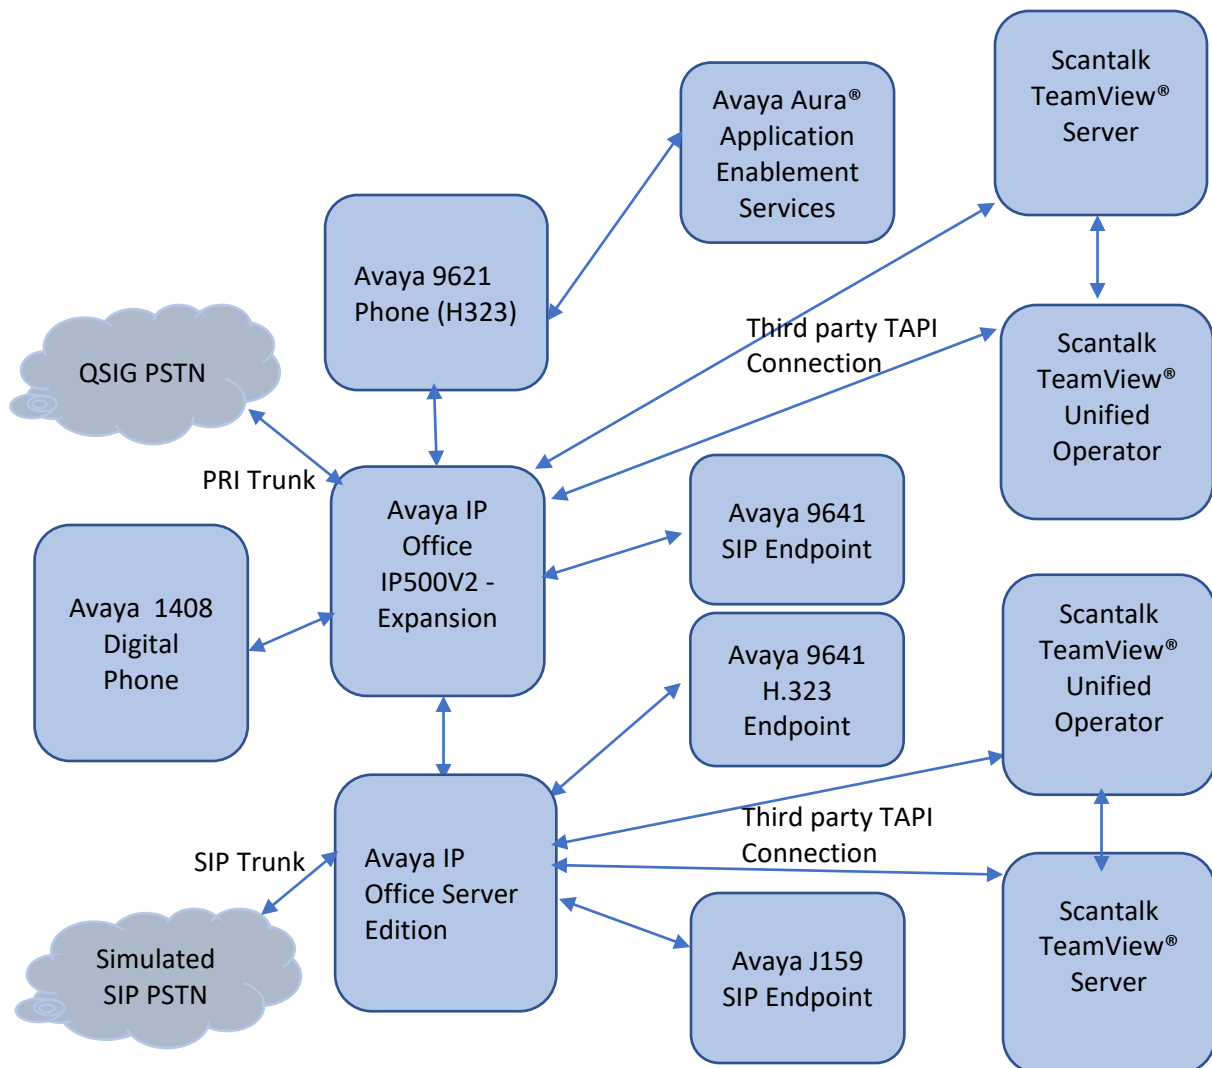 Scantalk
TeamView®
Server
Avaya Aura®
Application
Enablement
Services
Avaya 9621
Phone (H323)
QSIG PSTN
Third party TAPI
Connection
Scantalk
TeamView®
Unified
Operator
PRI Trunk
Avaya IP
Office
IP500V2 -
Expansion
Avaya 9641
SIP Endpoint
Avaya  1408
Digital
Phone
Avaya 9641
H.323
Endpoint
Scantalk
TeamView®
Unified
Operator
Third party TAPI
Connection
SIP Trunk
Avaya IP
Office Server
Edition
Simulated
SIP PSTN
Avaya J159
SIP Endpoint
Scantalk
TeamView®
Server